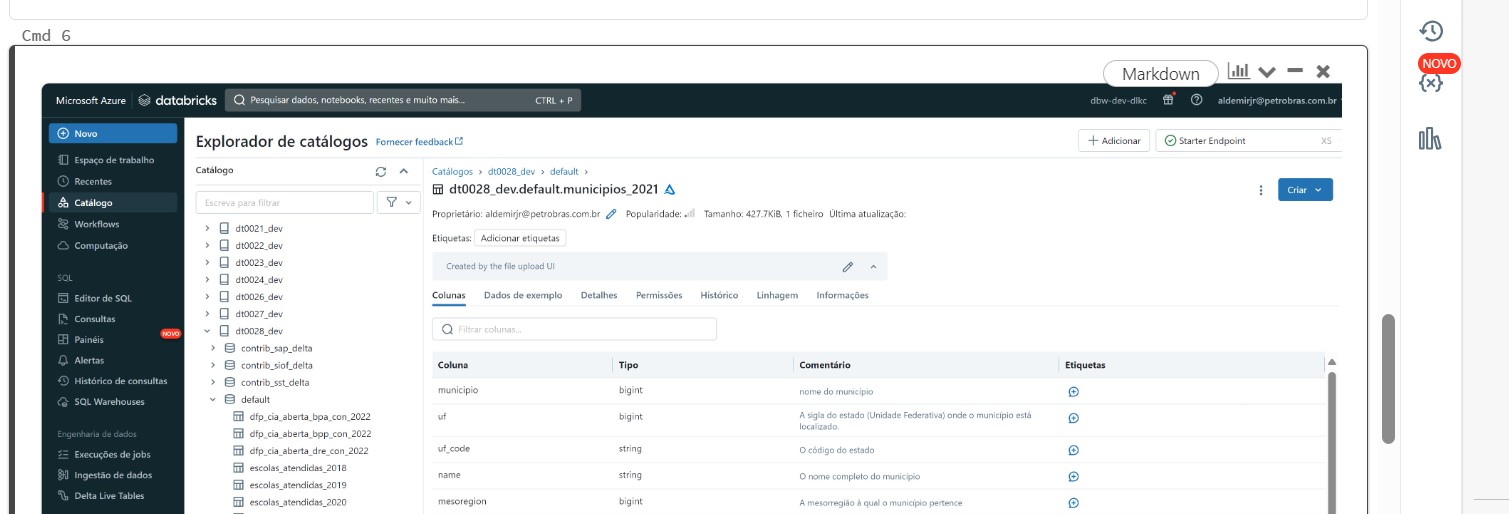 Cmd 6
Markdown
NOVO
Microsoft Azure databricks Pesquisar dados, notebooks, recentes e muito mais... CTRL + P dbw-dev-dlkc aldemirjr@petrobras.com.br
Novo
Espaço de trabalho
Recentes
Catálogo
Workflows
Computação
SQL
Editor de SQL
Consultas
Painéis NOVO
Alertas
Histórico de consultas
SQL Warehouses
Engenharia de dados
Execuções de jobs
Ingestão de dados
Delta Live Tables
Explorador de catálogos Fornecer feedback
+ Adicionar Starter Endpoint XS
Catálogo
Escreva para filtrar
dt0021_dev
dt0022_dev
dt0023_dev
dt0024_dev
dt0026_dev
dt0027_dev
dt0028_dev
contrib_sap_delta
contrib_siof_delta
contrib_sst_delta
default
dfp_cia_aberta_bpa_con_2022
dfp_cia_aberta_bpp_con_2022
dfp_cia_aberta_dre_con_2022
escolas_atendidas_2018
escolas_atendidas_2019
escolas_atendidas_2020
Catálogos > dt0028_dev > default >
dt0028_dev.default.municipios_2021
Criar
Proprietário: aldemirjr@petrobras.com.br Popularidade: Tamanho: 427.7KiB, 1 ficheiro Última atualização:
Etiquetas: Adicionar etiquetas
Created by the file upload UI
Colunas Dados de exemplo Detalhes Permissões Histórico Linhagem Informações
Filtrar colunas...
Coluna Tipo Comentário Etiquetas
municipio bigint nome do município
uf bigint A sigla do estado (Unidade Federativa) onde o município está
localizado.
uf_code string O código do estado
name string O nome completo do município
mesoregion bigint A mesorregião à qual o município pertence